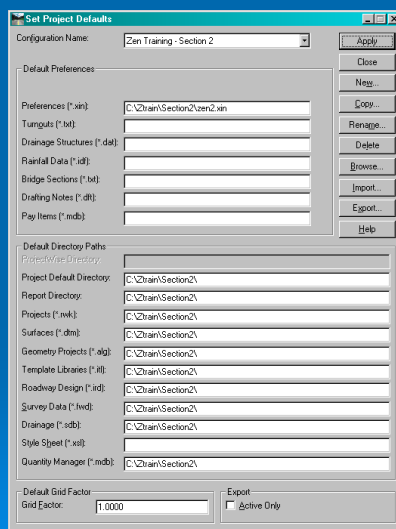 Set Project Defaults
Configuration Name: Zen Training - Section 2
Apply
Close
New...
Copy...
Rename...
Delete
Browse...
Import...
Export...
Help
Default Preferences
Preferences (*.xin): C:\Ztrain\Section2\zen2.xin
Turnouts (*.txt):
Drainage Structures (*.dat):
Rainfall Data (*.idf):
Bridge Sections (*.txt):
Drafting Notes (*.dft):
Pay Items (*.mdb):
Default Directory Paths
ProjectWise Directory:
Project Default Directory: C:\Ztrain\Section2\
Report Directory: C:\Ztrain\Section2\
Projects (*.rwk): C:\Ztrain\Section2\
Surfaces (*.dtm): C:\Ztrain\Section2\
Geometry Projects (*.alg): C:\Ztrain\Section2\
Template Libraries (*.itl): C:\Ztrain\Section2\
Roadway Design (*.ird): C:\Ztrain\Section2\
Survey Data (*.fwd): C:\Ztrain\Section2\
Drainage (*.sdb): C:\Ztrain\Section2\
Style Sheet (*.xsl):
Quantity Manager (*.mdb): C:\Ztrain\Section2\
Default Grid Factor
Grid Factor: 1.0000
Export
Active Only